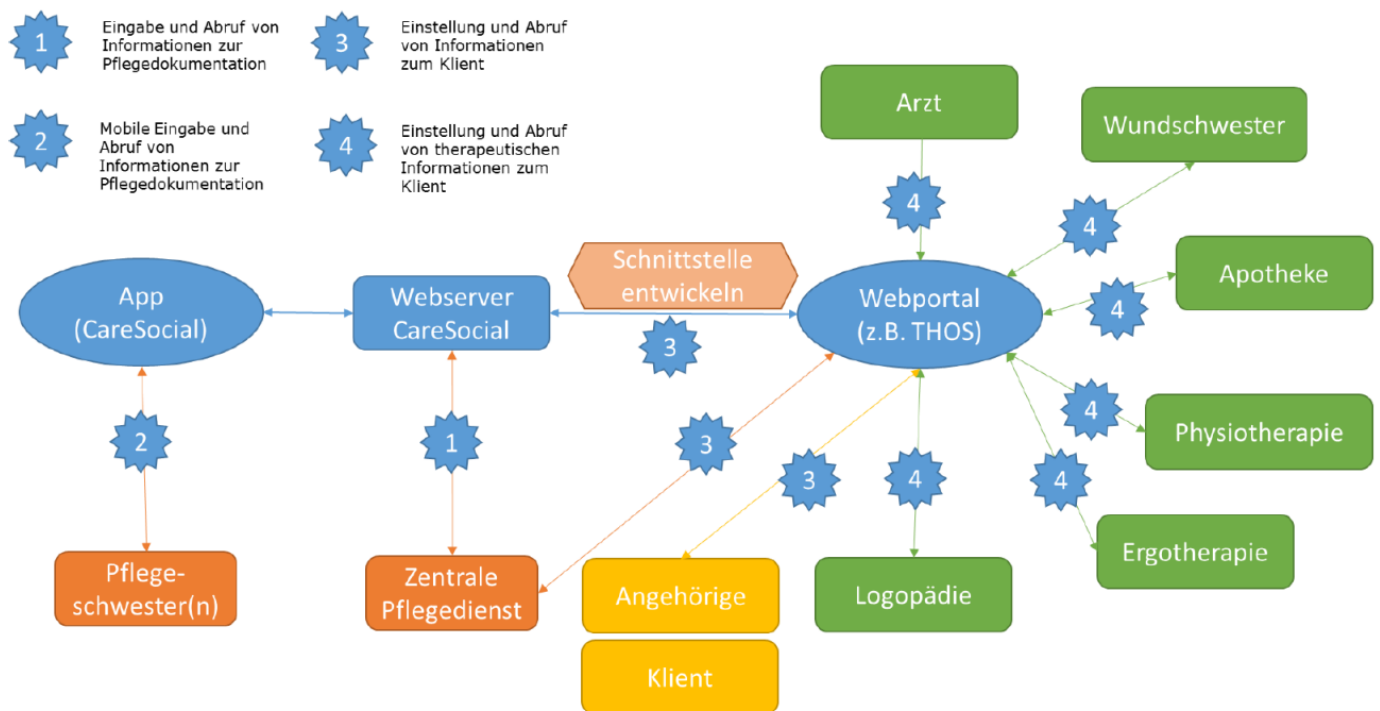 1
Eingabe und Abruf von
Informationen zur
Pflegedokumentation
3
Einstellung und Abruf
von Informationen
zum Klient
2
Mobile Eingabe und
Abruf von
Informationen zur
Pflegedokumentation
4
Einstellung und Abruf
von therapeutischen
Informationen zum
Klient
Arzt
Wundschwester
4
4
Schnittstelle
entwickeln
Apotheke
4
App
(CareSocial)
Webserver
CareSocial
3
Webportal
(z.B. THOS)
2
1
3
3
4
4
4
Physiotherapie
Ergotherapie
Pflege-
schwester(n)
Zentrale
Pflegedienst
Angehörige
Logopädie
Klient